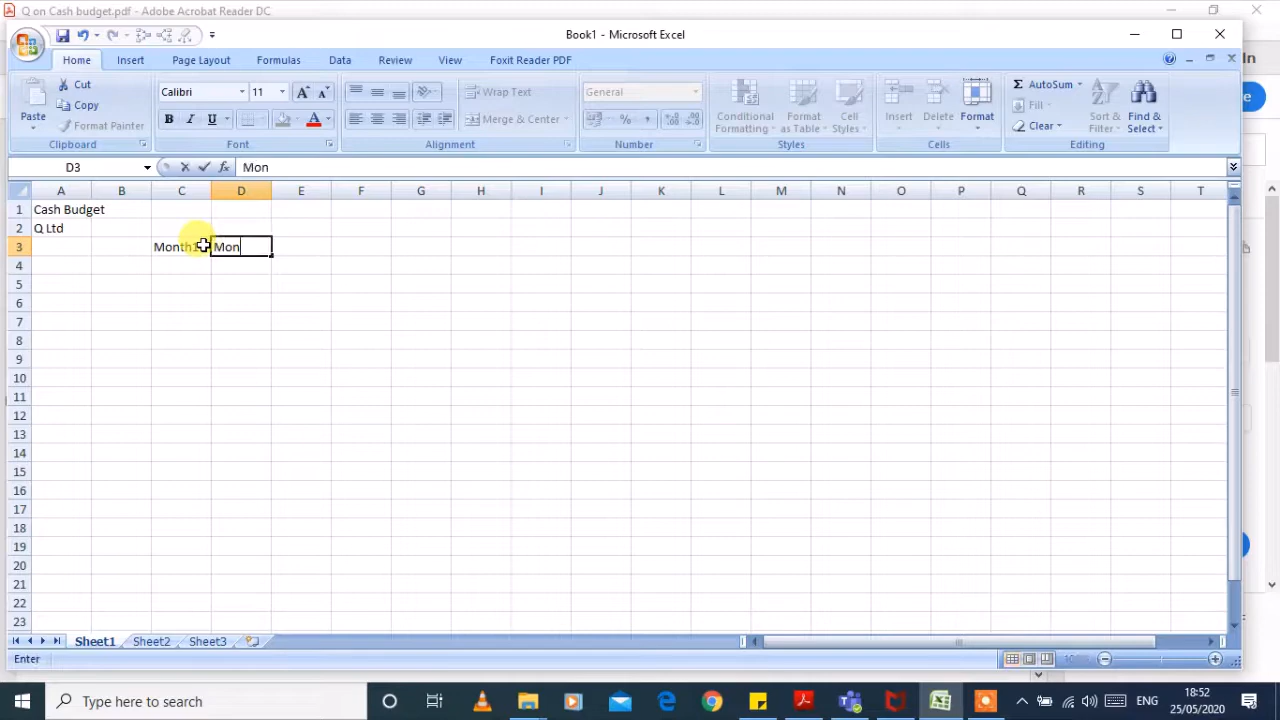 Q on Cash budget.pdf - Adobe Acrobat Reader DC
Book1 - Microsoft Excel
In
Home Insert Page Layout Formulas Data Review View Foxit Reader PDF
Paste Cut Copy Format Painter
Calibri 11
B I U A
Wrap Text
Merge & Center
General
% ,
Conditional Formatting Format as Table Cell Styles
Insert Delete Format
Σ AutoSum Fill Clear
Sort & Filter Find & Select
Clipboard Font Alignment Number Styles Cells Editing
D3 fx Mon
A B C D E F G H I J K L M N O P Q R S T
1 Cash Budget
2 Q Ltd
3 Month1 Mon
4
5
6
7
8
9
10
11
12
13
14
15
16
17
18
19
20
21
22
23
Sheet1 Sheet2 Sheet3
Enter
Type here to search
ENG
18:52
25/05/2020